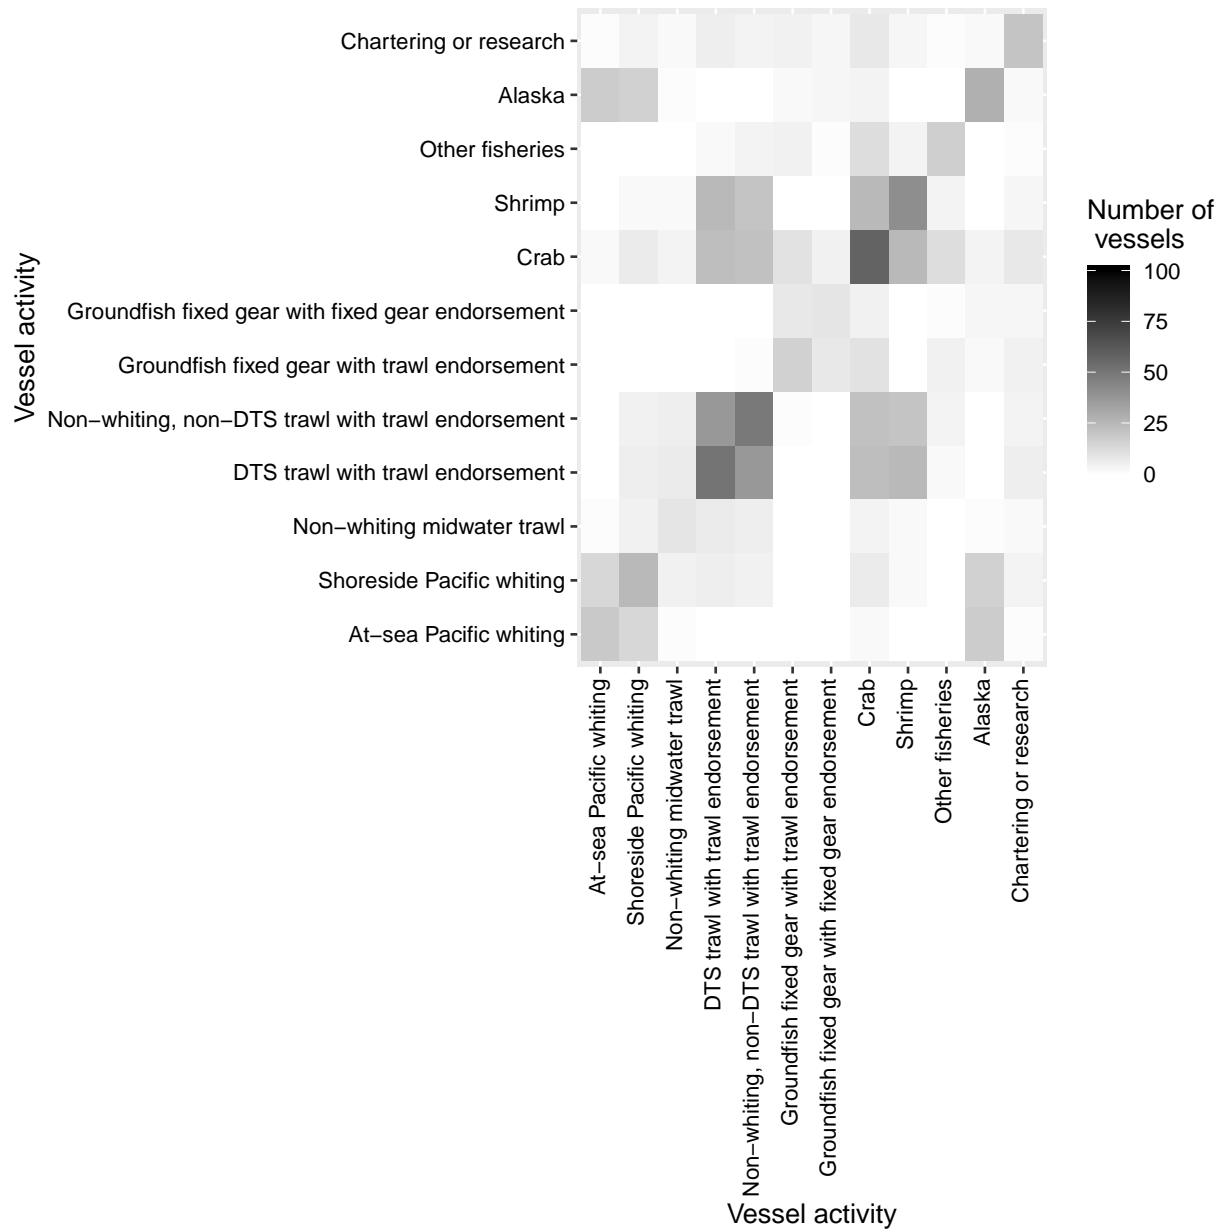 Chartering or research
Alaska
Other fisheries
Shrimp
Crab
Groundfish fixed gear with fixed gear endorsement
Groundfish fixed gear with trawl endorsement
Non−whiting, non−DTS trawl with trawl endorsement
DTS trawl with trawl endorsement
Non−whiting midwater trawl
Shoreside Pacific whiting
At−sea Pacific whiting
Vessel activity
At−sea Pacific whiting
Shoreside Pacific whiting
Non−whiting midwater trawl
DTS trawl with trawl endorsement
Non−whiting, non−DTS trawl with trawl endorsement
Groundfish fixed gear with trawl endorsement
Groundfish fixed gear with fixed gear endorsement
Crab
Shrimp
Other fisheries
Alaska
Chartering or research
Vessel activity
Number of
vessels
100
75
50
25
0